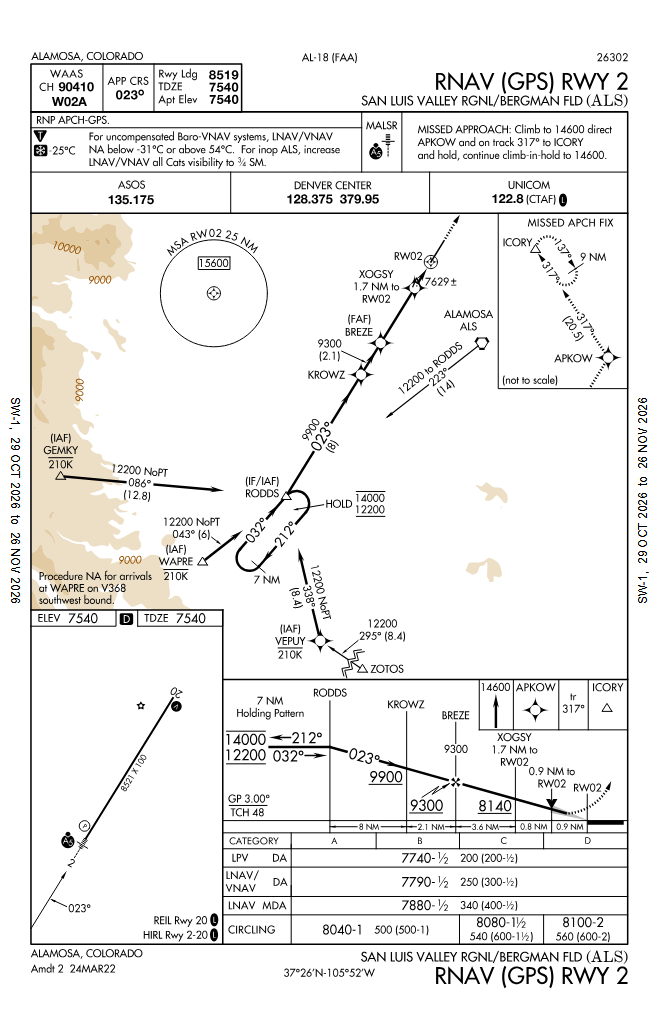 ALAMOSA, COLORADO
AL-18 (FAA)
26302
WAAS
CH 90410
W02A
APP CRS
023°
Rwy Ldg 8519
TDZE 7540
Apt Elev 7540
RNAV (GPS) RWY 2
SAN LUIS VALLEY RGNL/BERGMAN FLD (ALS)
RNP APCH-GPS.
T
-25°C
For uncompensated Baro-VNAV systems, LNAV/VNAV
NA below -31°C or above 54°C. For inop ALS, increase
LNAV/VNAV all Cats visibility to ¾ SM.
MALSR
A5
MISSED APPROACH: Climb to 14600 direct
APKOW and on track 317° to ICORY
and hold, continue climb-in-hold to 14600.
ASOS
135.175
DENVER CENTER
128.375 379.95
UNICOM
122.8 (CTAF) L
10000
9000
MSA RW02 25 NM
15600
RW02
XOGSY
1.7 NM to
RW02
7629 ±
(FAF)
BREZE
9300
(2.1)
KROWZ
ALAMOSA
ALS
12200 to RODDS
223°
(14)
MISSED APCH FIX
ICORY
137°
317°
9 NM
317°
(20.5)
APKOW
(not to scale)
9000
9900
023°
(8)
(IAF)
GEMKY
210K
12200 NoPT
086°
(12.8)
(IF/IAF)
RODDS
HOLD 14000
12200
032°
212°
7 NM
12200 NoPT
043° (6)
(IAF)
WAPRE
210K
9000
Procedure NA for arrivals
at WAPRE on V368
southwest bound.
12200 NoPT
338°
(8.4)
(IAF)
VEPUY
210K
12200
295° (8.4)
ZOTOS
SW-1, 29 OCT 2026 to 26 NOV 2026
SW-1, 29 OCT 2026 to 26 NOV 2026
ELEV 7540
D
TDZE 7540
20
8521 X 100
P
A5
2
023°
REIL Rwy 20 L
HIRL Rwy 2-20 L
7 NM
Holding Pattern
RODDS
KROWZ
BREZE
14600
APKOW
tr
317°
ICORY
14000
12200
212°
032°
023°
9900
9300
9300
8140
XOGSY
1.7 NM to
RW02
0.9 NM to
RW02
RW02
GP 3.00°
TCH 48
8 NM
2.1 NM
3.6 NM
0.8 NM
0.9 NM
CATEGORY A B C D
LPV DA 7740-½ 200 (200-½)
LNAV/
VNAV DA 7790-½ 250 (300-½)
LNAV MDA 7880-½ 340 (400-½)
CIRCLING 8040-1 500 (500-1)
8080-1½
540 (600-1½)
8100-2
560 (600-2)
ALAMOSA, COLORADO
Amdt 2 24MAR22
37°26'N-105°52'W
SAN LUIS VALLEY RGNL/BERGMAN FLD (ALS)
RNAV (GPS) RWY 2